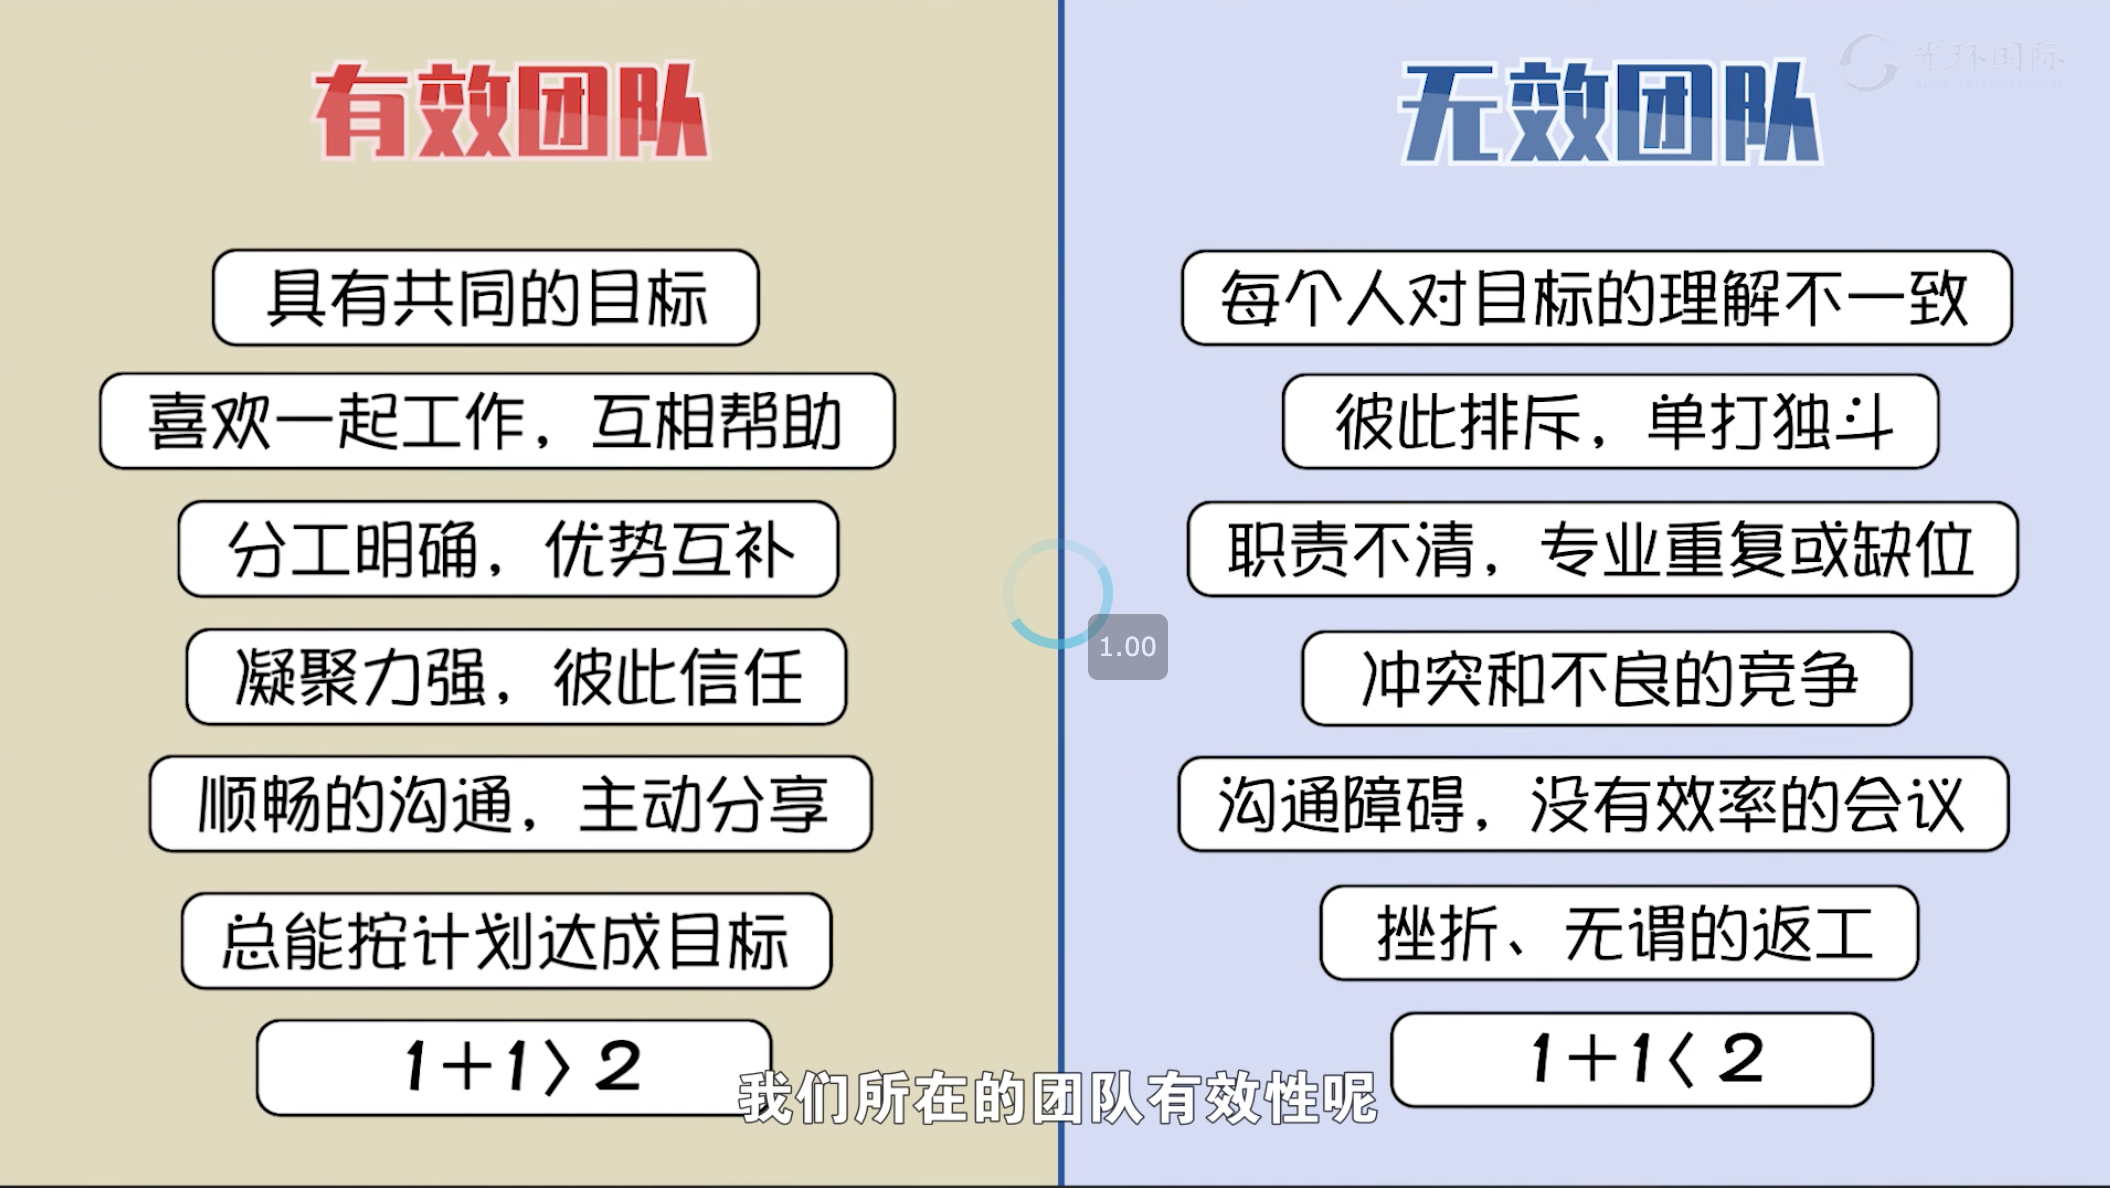 有效团队
具有共同的目标
喜欢一起工作，互相帮助
分工明确，优势互补
凝聚力强，彼此信任
顺畅的沟通，主动分享
总能按计划达成目标
1+1〉2
无效团队
光环国际
每个人对目标的理解不一致
彼此排斥，单打独斗
职责不清，专业重复或缺位
冲突和不良的竞争
沟通障碍，没有效率的会议
挫折、无谓的返工
1+1〈2
1.00
我们所在的团队有效性呢